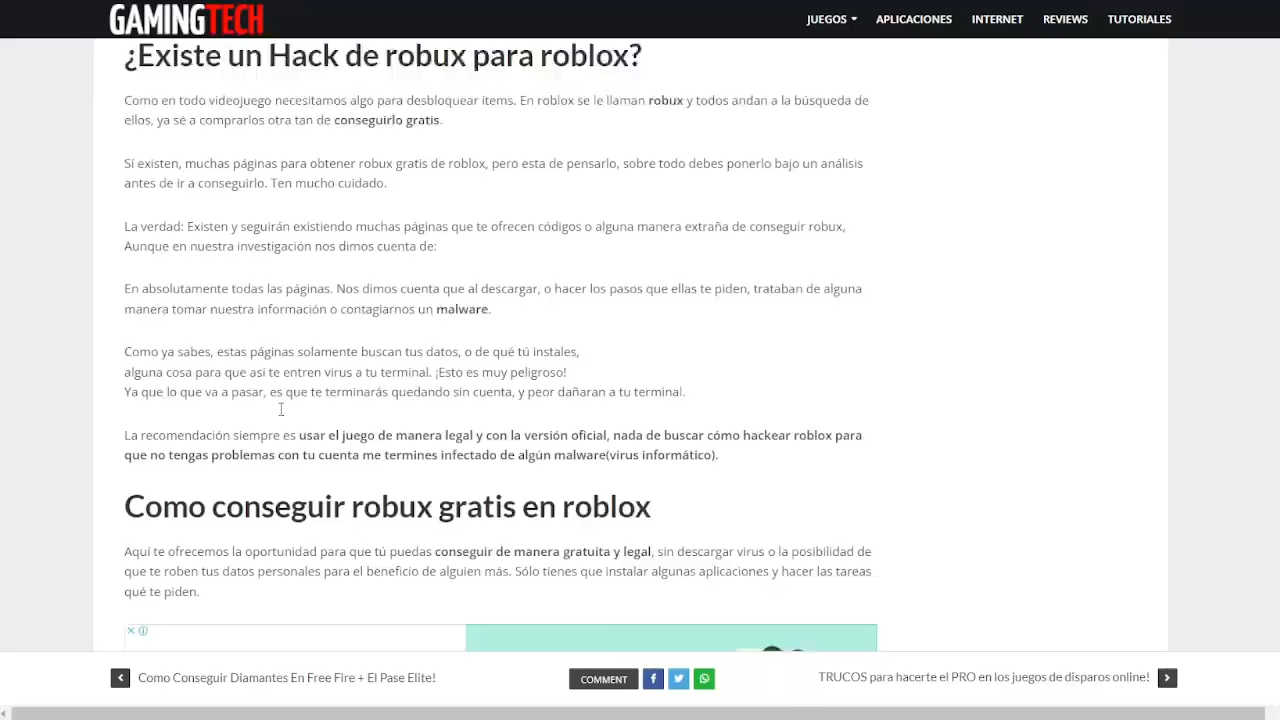 GAMINGTECH
JUEGOS APLICACIONES INTERNET REVIEWS TUTORIALES
¿Existe un Hack de robux para roblox?
Como en todo videojuego necesitamos algo para desbloquear ítems. En roblox se le llaman robux y todos andan a la búsqueda de
ellos, ya sé a comprarlos otra tan de conseguirlo gratis.
Sí existen, muchas páginas para obtener robux gratis de roblox, pero esta de pensarlo, sobre todo debes ponerlo bajo un análisis
antes de ir a conseguirlo. Ten mucho cuidado.
La verdad: Existen y seguirán existiendo muchas páginas que te ofrecen códigos o alguna manera extraña de conseguir robux,
Aunque en nuestra investigación nos dimos cuenta de:
En absolutamente todas las páginas. Nos dimos cuenta que al descargar, o hacer los pasos que ellas te piden, trataban de alguna
manera tomar nuestra información o contagiarnos un malware.
Como ya sabes, estas páginas solamente buscan tus datos, o de qué tú instales,
alguna cosa para que así te entren virus a tu terminal. ¡Esto es muy peligroso!
Ya que lo que va a pasar, es que te terminarás quedando sin cuenta, y peor dañaran a tu terminal.
La recomendación siempre es usar el juego de manera legal y con la versión oficial, nada de buscar cómo hackear roblox para
que no tengas problemas con tu cuenta me termines infectado de algún malware(virus informático).
Como conseguir robux gratis en roblox
Aquí te ofrecemos la oportunidad para que tú puedas conseguir de manera gratuita y legal, sin descargar virus o la posibilidad de
que te roben tus datos personales para el beneficio de alguien más. Sólo tienes que instalar algunas aplicaciones y hacer las tareas
qué te piden.
Como Conseguir Diamantes En Free Fire + El Pase Elite! COMMENT TRUCOS para hacerte el PRO en los juegos de disparos online!